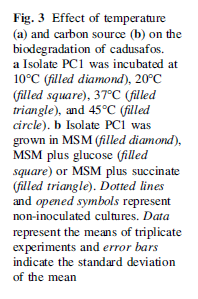 Fig. 3 Effect of temperature
(a) and carbon source (b) on the
biodegradation of cadusafos.
a Isolate PC1 was incubated at
10°C (filled diamond), 20°C
(filled square), 37°C (filled
triangle), and 45°C (filled
circle). b Isolate PC1 was
grown in MSM (filled diamond),
MSM plus glucose (filled
square) or MSM plus succinate
(filled triangle). Dotted lines
and opened symbols represent
non-inoculated cultures. Data
represent the means of triplicate
experiments and error bars
indicate the standard deviation
of the mean